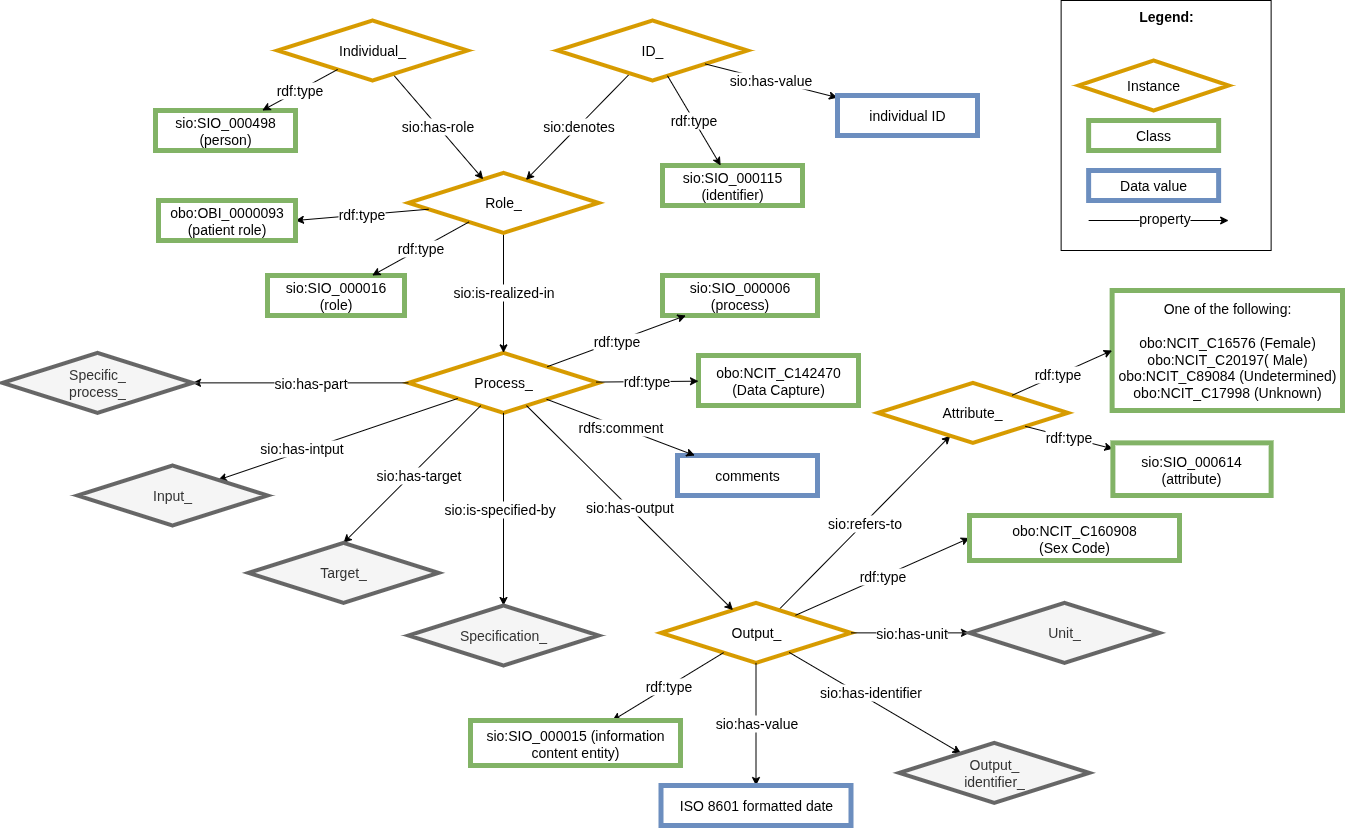 Legend:
Individual_
ID_
sio:has-value
Instance
rdf:type
individual ID
sio:SIO_000498
(person)
sio:has-role
sio:denotes
rdf:type
Class
sio:SIO_000115
(identifier)
Data value
Role_
obo:OBI_0000093
(patient role)
rdf:type
property
rdf:type
sio:SIO_000016
(role)
sio:is-realized-in
sio:SIO_000006
(process)
One of the following:
obo:NCIT_C16576 (Female)
obo:NCIT_C20197( Male)
obo:NCIT_C89084 (Undetermined)
obo:NCIT_C17998 (Unknown)
rdf:type
Specific_
process_
sio:has-part
Process_
rdf:type
obo:NCIT_C142470
(Data Capture)
rdf:type
Attribute_
rdfs:comment
rdf:type
sio:has-intput
sio:has-target
comments
sio:SIO_000614
(attribute)
Input_
sio:is-specified-by
sio:has-output
sio:refers-to
obo:NCIT_C160908
(Sex Code)
Target_
rdf:type
Specification_
Output_
sio:has-unit
Unit_
rdf:type
sio:has-identifier
sio:has-value
sio:SIO_000015 (information
content entity)
Output_
identifier_
ISO 8601 formatted date